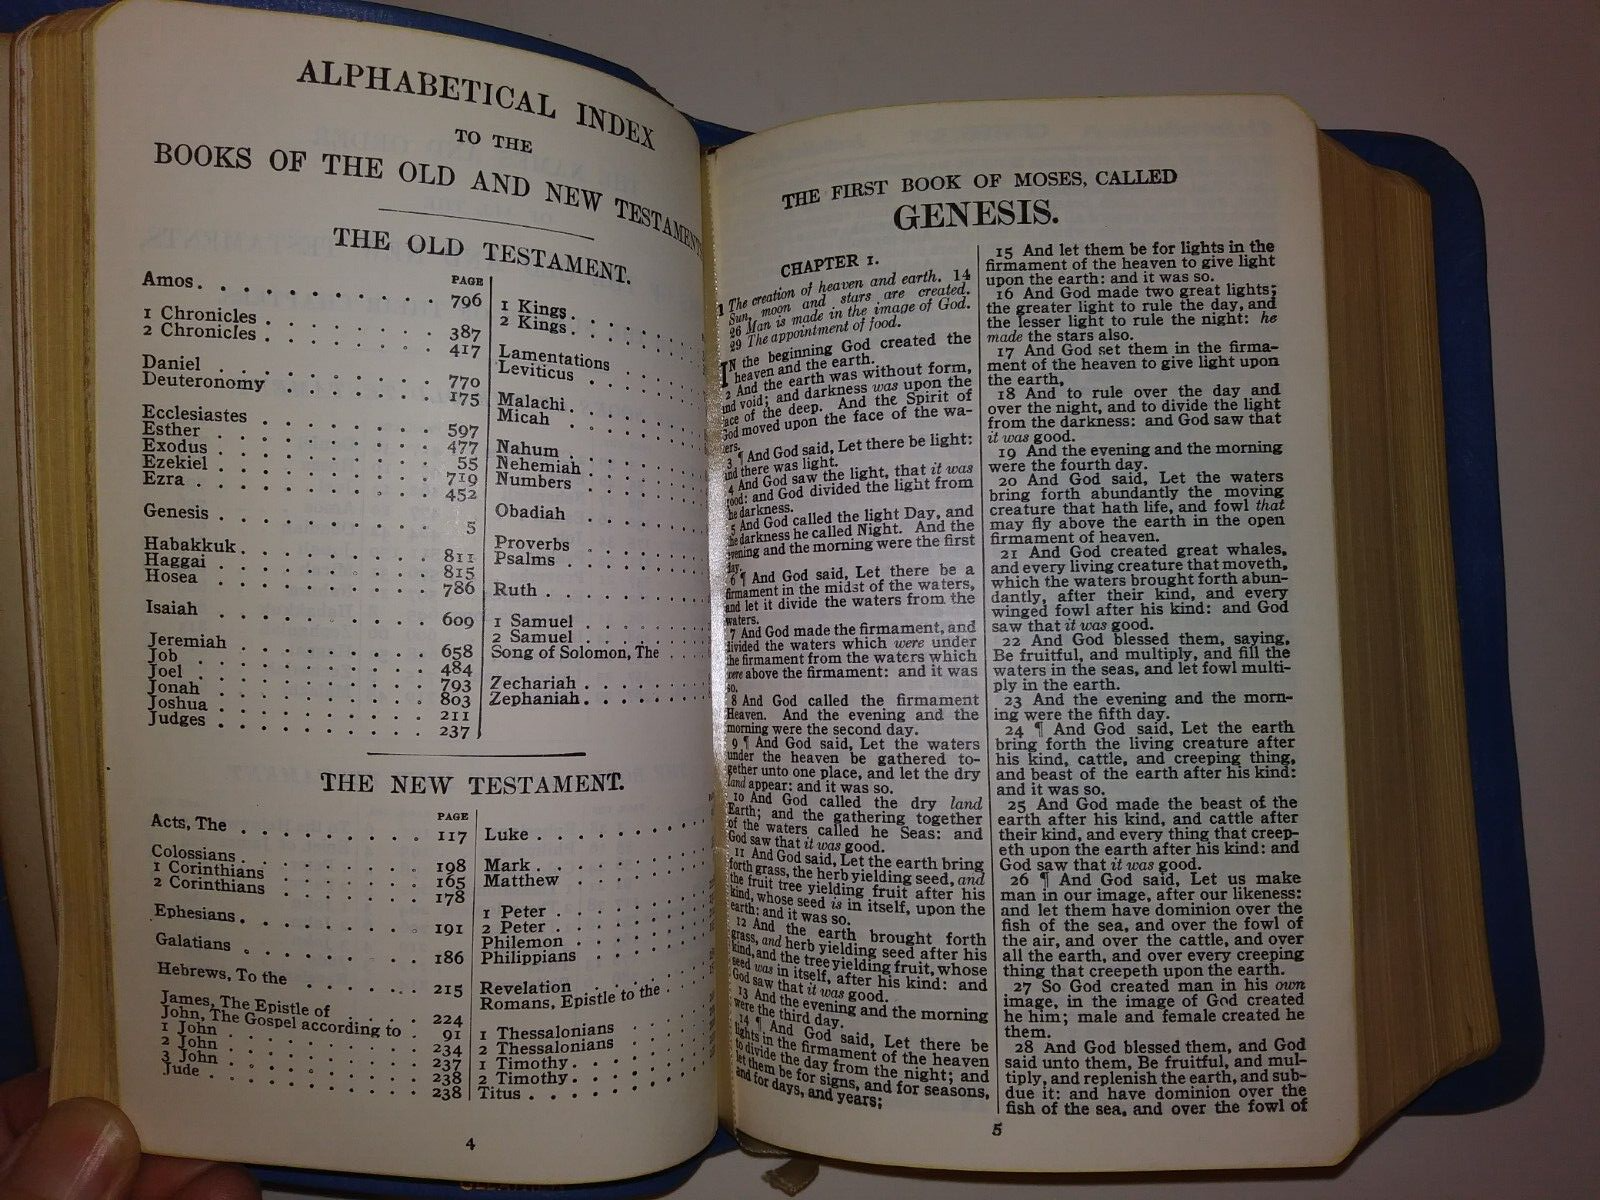 ALPHABETICAL INDEX
TO THE
BOOKS OF THE OLD AND NEW TESTAMENTS
THE OLD TESTAMENT.
PAGE
Amos . . . . . . . . . . 796
1 Chronicles . . . . . . . 387
2 Chronicles . . . . . . . 417
Daniel . . . . . . . . . 770
Deuteronomy . . . . . . . 175
Ecclesiastes . . . . . . . 597
Esther . . . . . . . . . 477
Exodus . . . . . . . . . 55
Ezekiel . . . . . . . . . 719
Ezra . . . . . . . . . . 452
Genesis . . . . . . . . . 5
Habakkuk . . . . . . . . 811
Haggai . . . . . . . . . 815
Hosea . . . . . . . . . 786
Isaiah . . . . . . . . . 609
Jeremiah . . . . . . . . 658
Job . . . . . . . . . . 484
Joel . . . . . . . . . . 793
Jonah . . . . . . . . . 803
Joshua . . . . . . . . . 211
Judges . . . . . . . . . 237
1 Kings . . . . .
2 Kings . . . . .
Lamentations . . . .
Leviticus . . . . .
Malachi . . . . .
Micah . . . . .
Nahum . . . . .
Nehemiah . . . . .
Numbers . . . . .
Obadiah . . . . .
Proverbs . . . . .
Psalms . . . . .
Ruth . . . . . .
1 Samuel . . . . .
2 Samuel . . . . .
Song of Solomon, The . . .
Zechariah . . . . .
Zephaniah . . . . .
THE NEW TESTAMENT.
PAGE
Acts, The . . . . . . . . 117
Colossians . . . . . . . . 198
1 Corinthians . . . . . . . 165
2 Corinthians . . . . . . . 178
Ephesians . . . . . . . . 191
Galatians . . . . . . . . 186
Hebrews, To the . . . . . . 215
James, The Epistle of . . . . 224
John, The Gospel according to . 91
1 John . . . . . . . . . 234
2 John . . . . . . . . . 237
3 John . . . . . . . . . 238
Jude . . . . . . . . . . 238
Luke . . . . . .
Mark . . . . . .
Matthew . . . . .
1 Peter . . . . .
2 Peter . . . . .
Philemon . . . . .
Philippians . . . . .
Revelation . . . . .
Romans, Epistle to the . .
1 Thessalonians . . . .
2 Thessalonians . . . .
1 Timothy . . . . .
2 Timothy . . . . .
Titus . . . . . .
4
THE FIRST BOOK OF MOSES, CALLED
GENESIS.
CHAPTER 1.
1 The creation of heaven and earth. 14
Sun, moon and stars are created.
26 Man is made in the image of God.
29 The appointment of food.
IN the beginning God created the
heaven and the earth.
2 And the earth was without form,
and void; and darkness was upon the
face of the deep. And the Spirit of
God moved upon the face of the wa-
ters.
3 ¶ And God said, Let there be light:
and there was light.
4 And God saw the light, that it was
good: and God divided the light from
the darkness.
5 And God called the light Day, and
the darkness he called Night. And the
evening and the morning were the first
day.
6 ¶ And God said, Let there be a
firmament in the midst of the waters,
and let it divide the waters from the
waters.
7 And God made the firmament, and
divided the waters which were under
the firmament from the waters which
were above the firmament: and it was
so.
8 And God called the firmament
Heaven. And the evening and the
morning were the second day.
9 ¶ And God said, Let the waters
under the heaven be gathered to-
gether unto one place, and let the dry
land appear: and it was so.
10 And God called the dry land
Earth; and the gathering together
of the waters called he Seas: and
God saw that it was good.
11 And God said, Let the earth bring
forth grass, the herb yielding seed, and
the fruit tree yielding fruit after his
kind, whose seed is in itself, upon the
earth: and it was so.
12 And the earth brought forth
grass, and herb yielding seed after his
kind, and the tree yielding fruit, whose
seed was in itself, after his kind: and
God saw that it was good.
13 And the evening and the morning
were the third day.
14 ¶ And God said, Let there be
lights in the firmament of the heaven
to divide the day from the night; and
let them be for signs, and for seasons,
and for days, and years;
15 And let them be for lights in the
firmament of the heaven to give light
upon the earth: and it was so.
16 And God made two great lights;
the greater light to rule the day, and
the lesser light to rule the night: he
made the stars also.
17 And God set them in the firma-
ment of the heaven to give light upon
the earth,
18 And to rule over the day and
over the night, and to divide the light
from the darkness: and God saw that
it was good.
19 And the evening and the morning
were the fourth day.
20 And God said, Let the waters
bring forth abundantly the moving
creature that hath life, and fowl that
may fly above the earth in the open
firmament of heaven.
21 And God created great whales,
and every living creature that moveth,
which the waters brought forth abun-
dantly, after their kind, and every
winged fowl after his kind: and God
saw that it was good.
22 And God blessed them, saying,
Be fruitful, and multiply, and fill the
waters in the seas, and let fowl multi-
ply in the earth.
23 And the evening and the morn-
ing were the fifth day.
24 ¶ And God said, Let the earth
bring forth the living creature after
his kind, cattle, and creeping thing,
and beast of the earth after his kind:
and it was so.
25 And God made the beast of the
earth after his kind, and cattle after
their kind, and every thing that creep-
eth upon the earth after his kind: and
God saw that it was good.
26 ¶ And God said, Let us make
man in our image, after our likeness:
and let them have dominion over the
fish of the sea, and over the fowl of
the air, and over the cattle, and over
all the earth, and over every creeping
thing that creepeth upon the earth.
27 So God created man in his own
image, in the image of God created
he him; male and female created he
them.
28 And God blessed them, and God
said unto them, Be fruitful, and mul-
tiply, and replenish the earth, and sub-
due it: and have dominion over the
fish of the sea, and over the fowl of
5